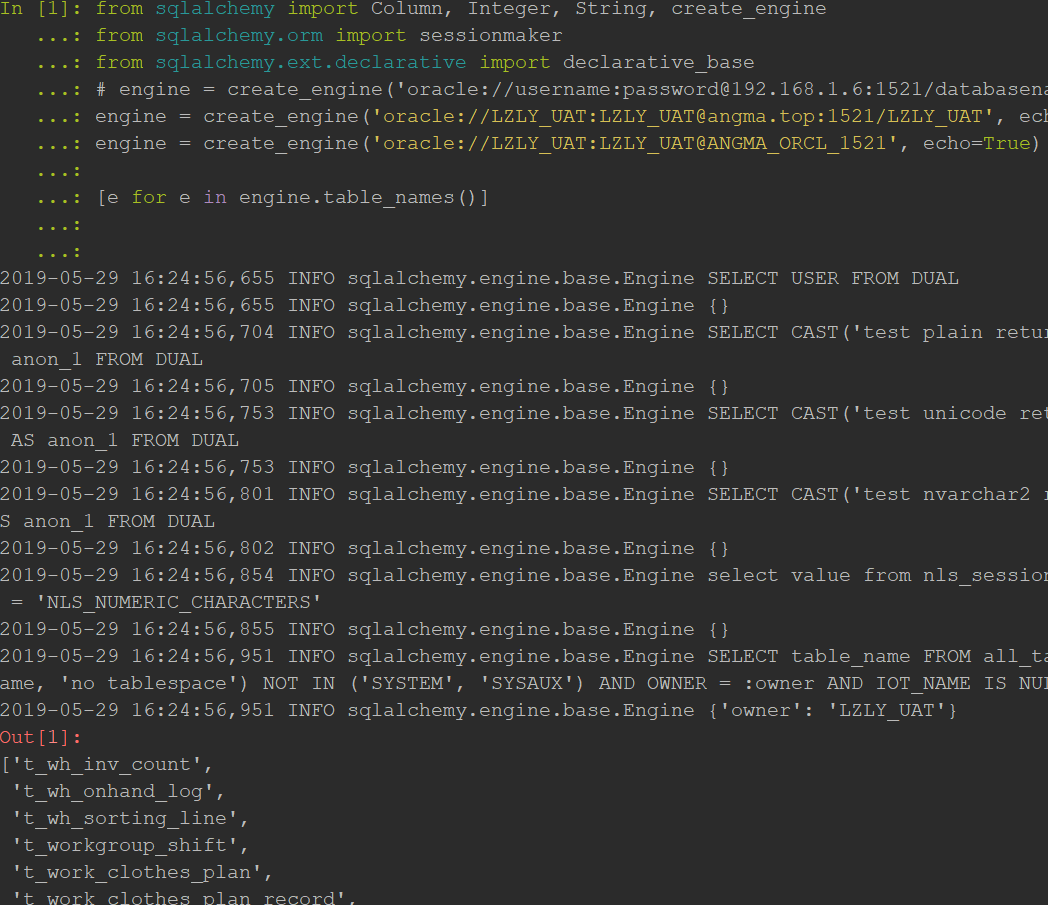 In [1]: from sqlalchemy import Column, Integer, String, create_engine
   ...: from sqlalchemy.orm import sessionmaker
   ...: from sqlalchemy.ext.declarative import declarative_base
   ...: # engine = create_engine('oracle://username:password@192.168.1.6:1521/databasena
   ...: engine = create_engine('oracle://LZLY_UAT:LZLY_UAT@angma.top:1521/LZLY_UAT', ech
   ...: engine = create_engine('oracle://LZLY_UAT:LZLY_UAT@ANGMA_ORCL_1521', echo=True)
   ...:
   ...: [e for e in engine.table_names()]
   ...:
   ...:
2019-05-29 16:24:56,655 INFO sqlalchemy.engine.base.Engine SELECT USER FROM DUAL
2019-05-29 16:24:56,655 INFO sqlalchemy.engine.base.Engine {}
2019-05-29 16:24:56,704 INFO sqlalchemy.engine.base.Engine SELECT CAST('test plain retur
 anon_1 FROM DUAL
2019-05-29 16:24:56,705 INFO sqlalchemy.engine.base.Engine {}
2019-05-29 16:24:56,753 INFO sqlalchemy.engine.base.Engine SELECT CAST('test unicode ret
 AS anon_1 FROM DUAL
2019-05-29 16:24:56,753 INFO sqlalchemy.engine.base.Engine {}
2019-05-29 16:24:56,801 INFO sqlalchemy.engine.base.Engine SELECT CAST('test nvarchar2 r
S anon_1 FROM DUAL
2019-05-29 16:24:56,802 INFO sqlalchemy.engine.base.Engine {}
2019-05-29 16:24:56,854 INFO sqlalchemy.engine.base.Engine select value from nls_session
 = 'NLS_NUMERIC_CHARACTERS'
2019-05-29 16:24:56,855 INFO sqlalchemy.engine.base.Engine {}
2019-05-29 16:24:56,951 INFO sqlalchemy.engine.base.Engine SELECT table_name FROM all_ta
ame, 'no tablespace') NOT IN ('SYSTEM', 'SYSAUX') AND OWNER = :owner AND IOT_NAME IS NUL
2019-05-29 16:24:56,951 INFO sqlalchemy.engine.base.Engine {'owner': 'LZLY_UAT'}
Out[1]:
['t_wh_inv_count',
 't_wh_onhand_log',
 't_wh_sorting_line',
 't_workgroup_shift',
 't_work_clothes_plan',
 't_work_clothes_plan_record',